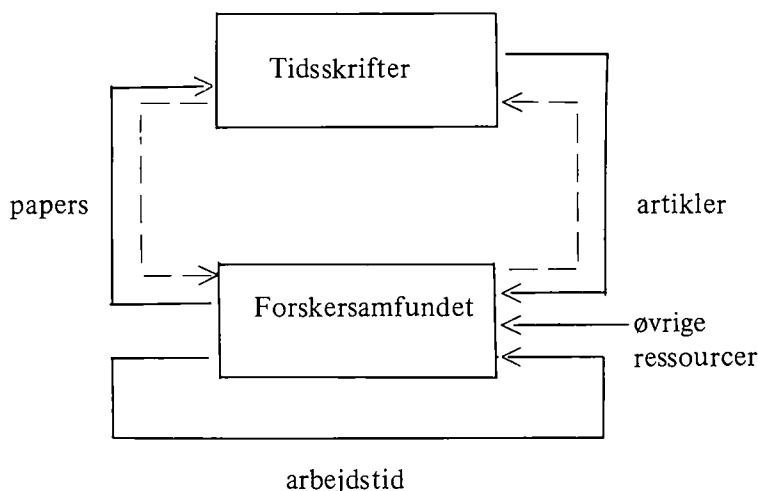 Tidsskrifter
papers
artikler
Forskersamfundet
øvrige
ressourcer
arbejdstid